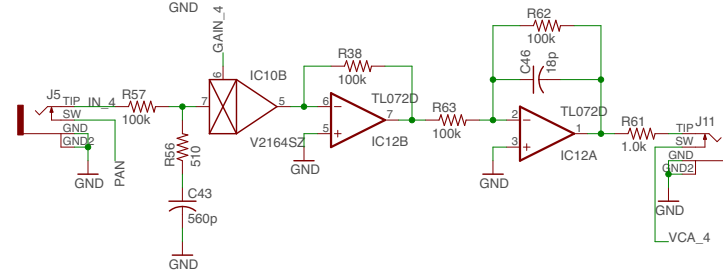 GND
GAIN_4
R62
100k
C46
18p
R38
100k
IC10B
6
7
5
V2164SZ
J5
TIP
IN_4
SW
GND
GND2
GND
PAN
R57
100k
R56
510
C43
560p
GND
TL072D
6
5
7
IC12B
GND
R63
100k
TL072D
2
3
1
IC12A
GND
R61
1.0k
J11
TIP
SW
GND
GND2
GND
VCA_4